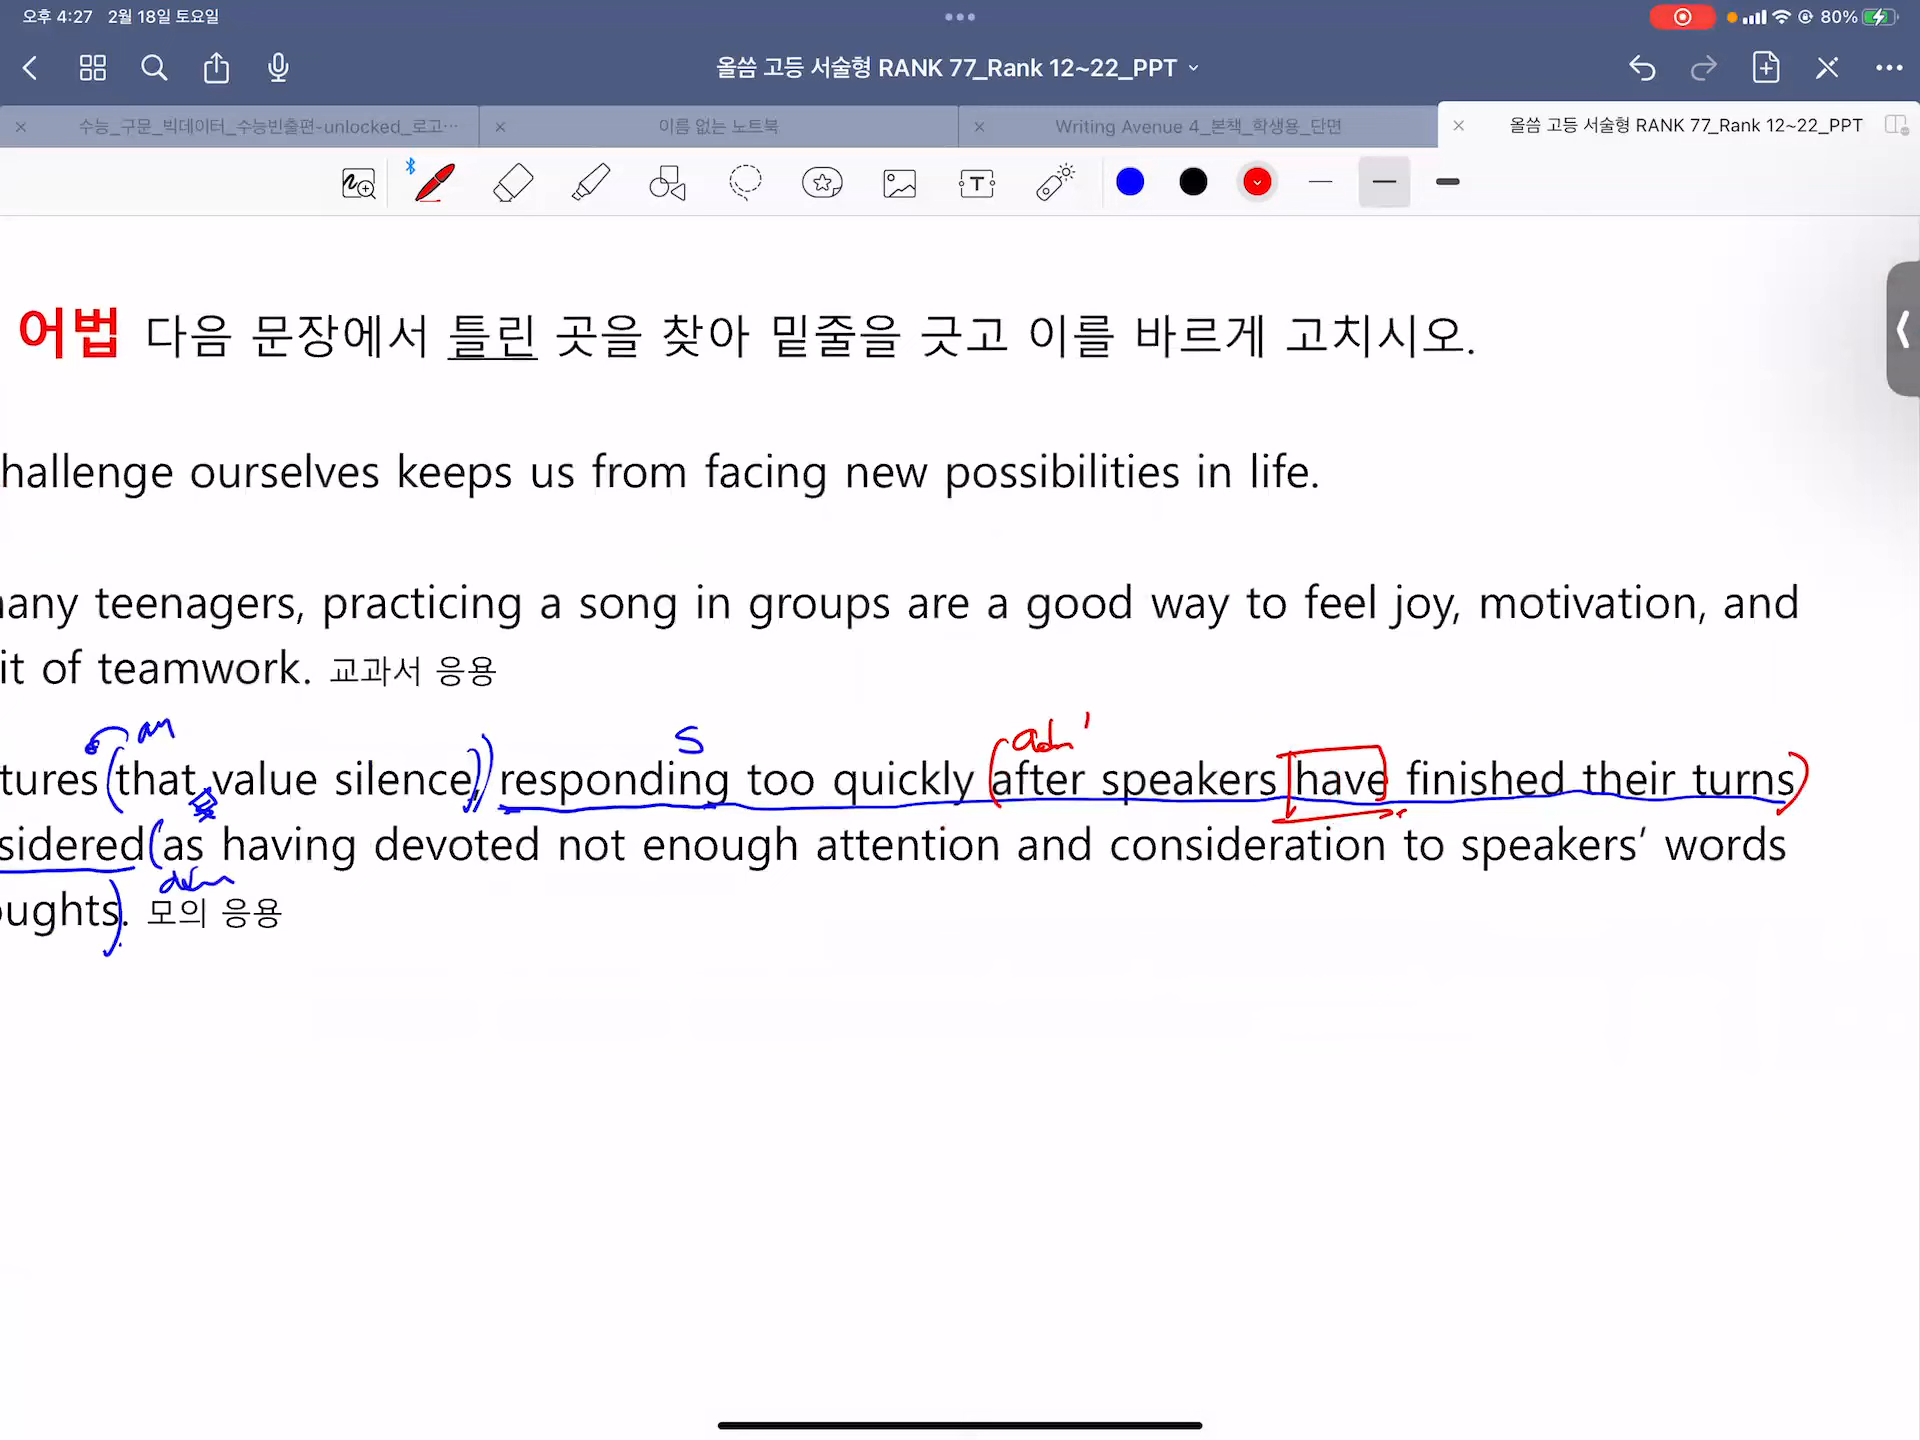 오후 4:27 2월 18일 토요일
80%
올씀 고등 서술형 RANK 77_Rank 12~22_PPT
수능_구문_빅데이터_수능빈출편-unlocked_로고…
이름 없는 노트북
Writing Avenue 4_본책_학생용_단면
올씀 고등 서술형 RANK 77_Rank 12~22_PPT
어법 다음 문장에서 틀린 곳을 찾아 밑줄을 긋고 이를 바르게 고치시오.
hallenge ourselves keeps us from facing new possibilities in life.
any teenagers, practicing a song in groups are a good way to feel joy, motivation, and
it of teamwork. 교과서 응용
S
tures (that value silence,) responding too quickly (after speakers have finished their turns)
sidered (as having devoted not enough attention and consideration to speakers' words
oughts). 모의 응용